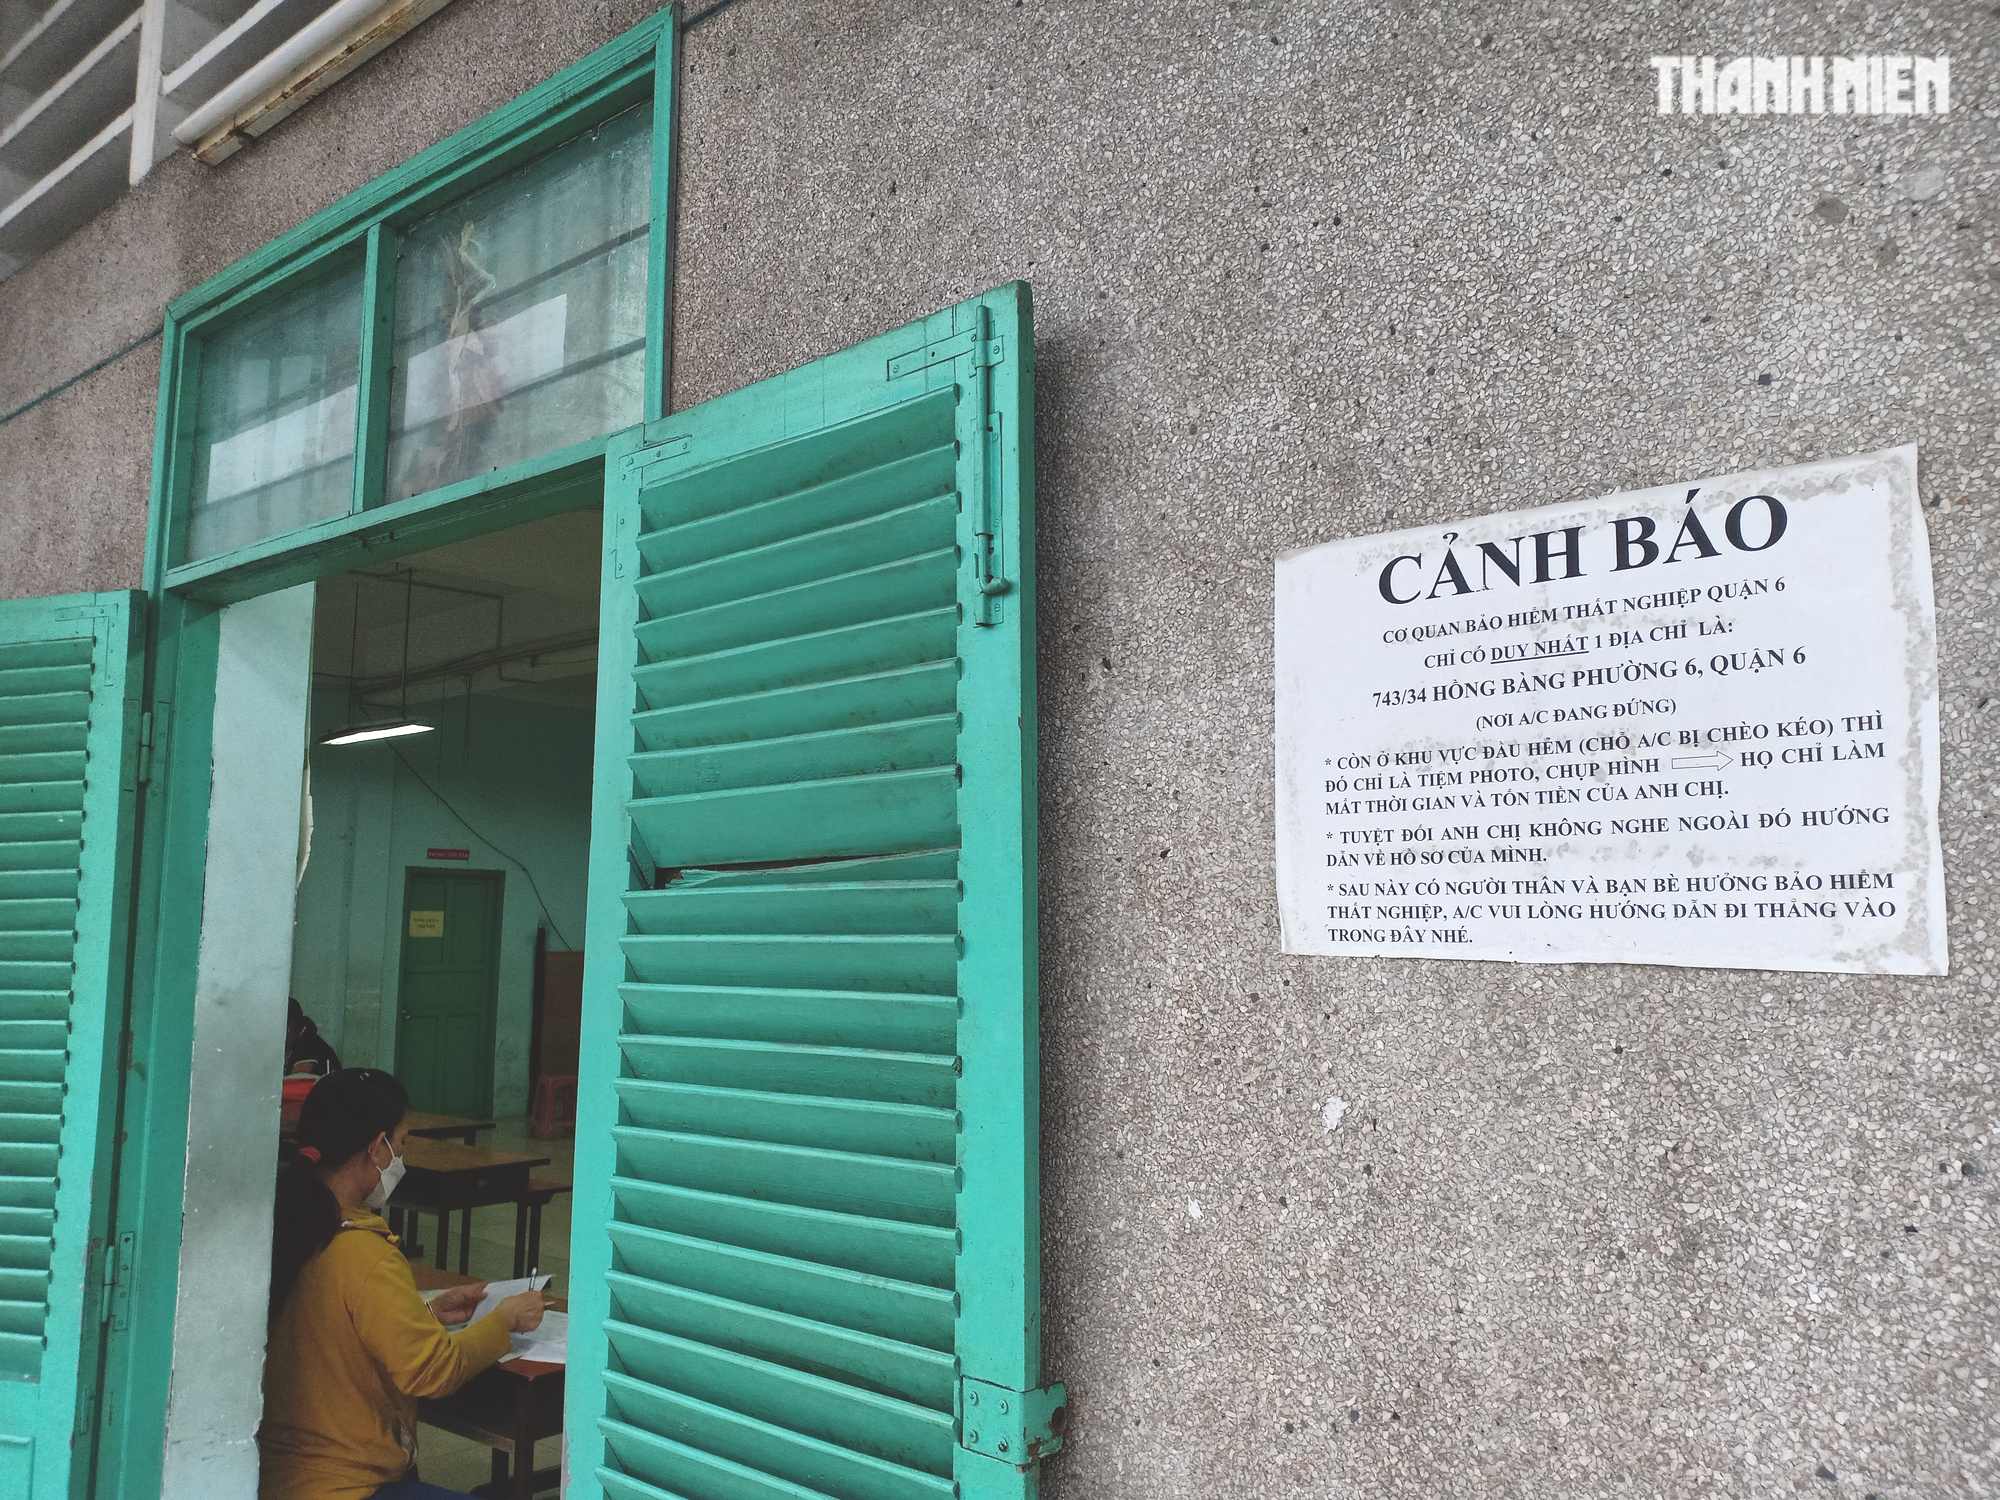 THANH NIEN
CẢNH BÁO
CƠ QUAN BẢO HIỂM THẤT NGHIỆP QUẬN 6
CHỈ CÓ DUY NHẤT 1 ĐỊA CHỈ LÀ:
743/34 HỒNG BÀNG PHƯỜNG 6, QUẬN 6
(NƠI A/C ĐANG ĐỨNG)
* CÒN Ở KHU VỰC ĐẦU HẺM (CHỖ A/C BỊ CHÈO KÉO) THÌ
ĐÓ CHỈ LÀ TIỆM PHOTO, CHỤP HÌNH ⇨ HỌ CHỈ LÀM
MẤT THỜI GIAN VÀ TỐN TIỀN CỦA ANH CHỊ.
* TUYỆT ĐỐI ANH CHỊ KHÔNG NGHE NGOÀI ĐÓ HƯỚNG
DẪN VỀ HỒ SƠ CỦA MÌNH.
* SAU NÀY CÓ NGƯỜI THÂN VÀ BẠN BÈ HƯỞNG BẢO HIỂM
THẤT NGHIỆP, A/C VUI LÒNG HƯỚNG DẪN ĐI THẲNG VÀO
TRONG ĐÂY NHÉ.